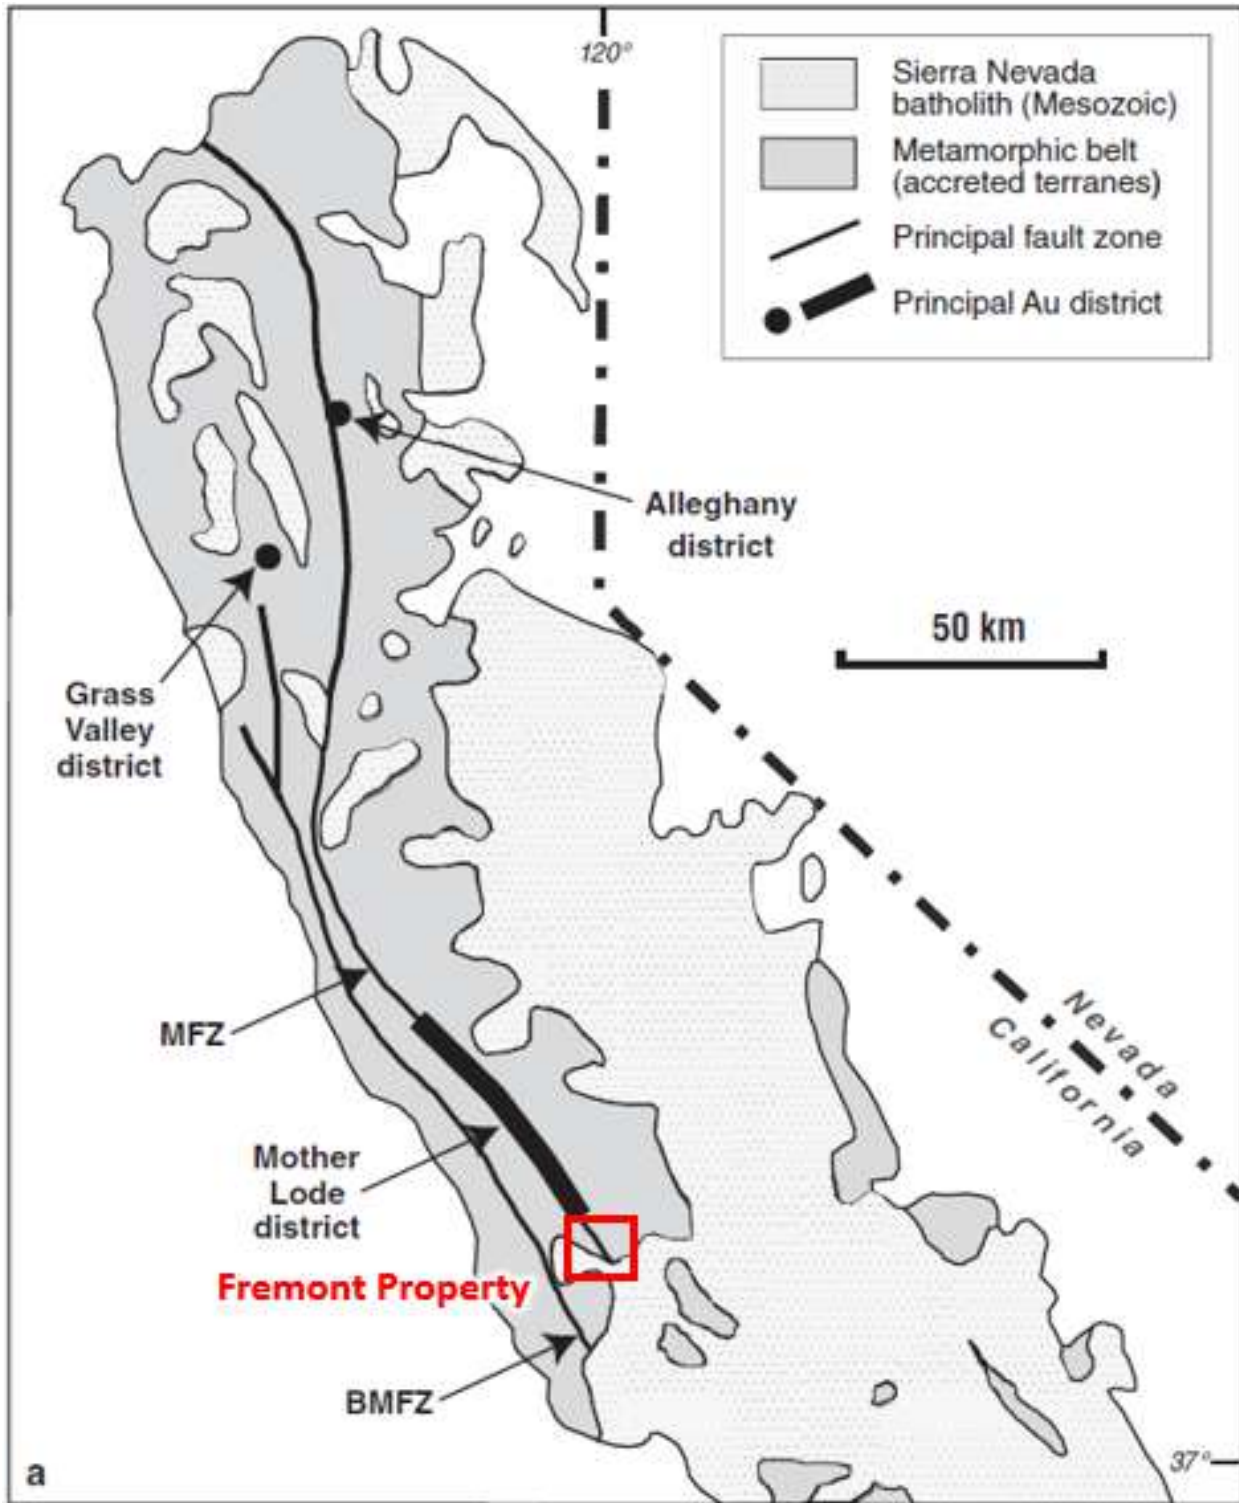 120°
Sierra Nevada
batholith (Mesozoic)
Metamorphic belt
(accreted terranes)
Principal fault zone
Principal Au district
Alleghany
district
50 km
Grass
Valley
district
MFZ
Nevada
California
Mother
Lode
district
Fremont Property
BMFZ
37°
a